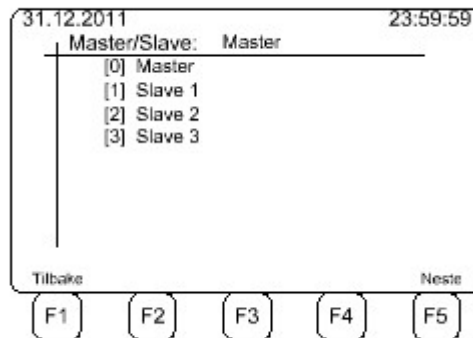 31.12.2011 23:59:59
Master/Slave: Master
[0] Master
[1] Slave 1
[2] Slave 2
[3] Slave 3
Tilbake Neste
F1 F2 F3 F4 F5